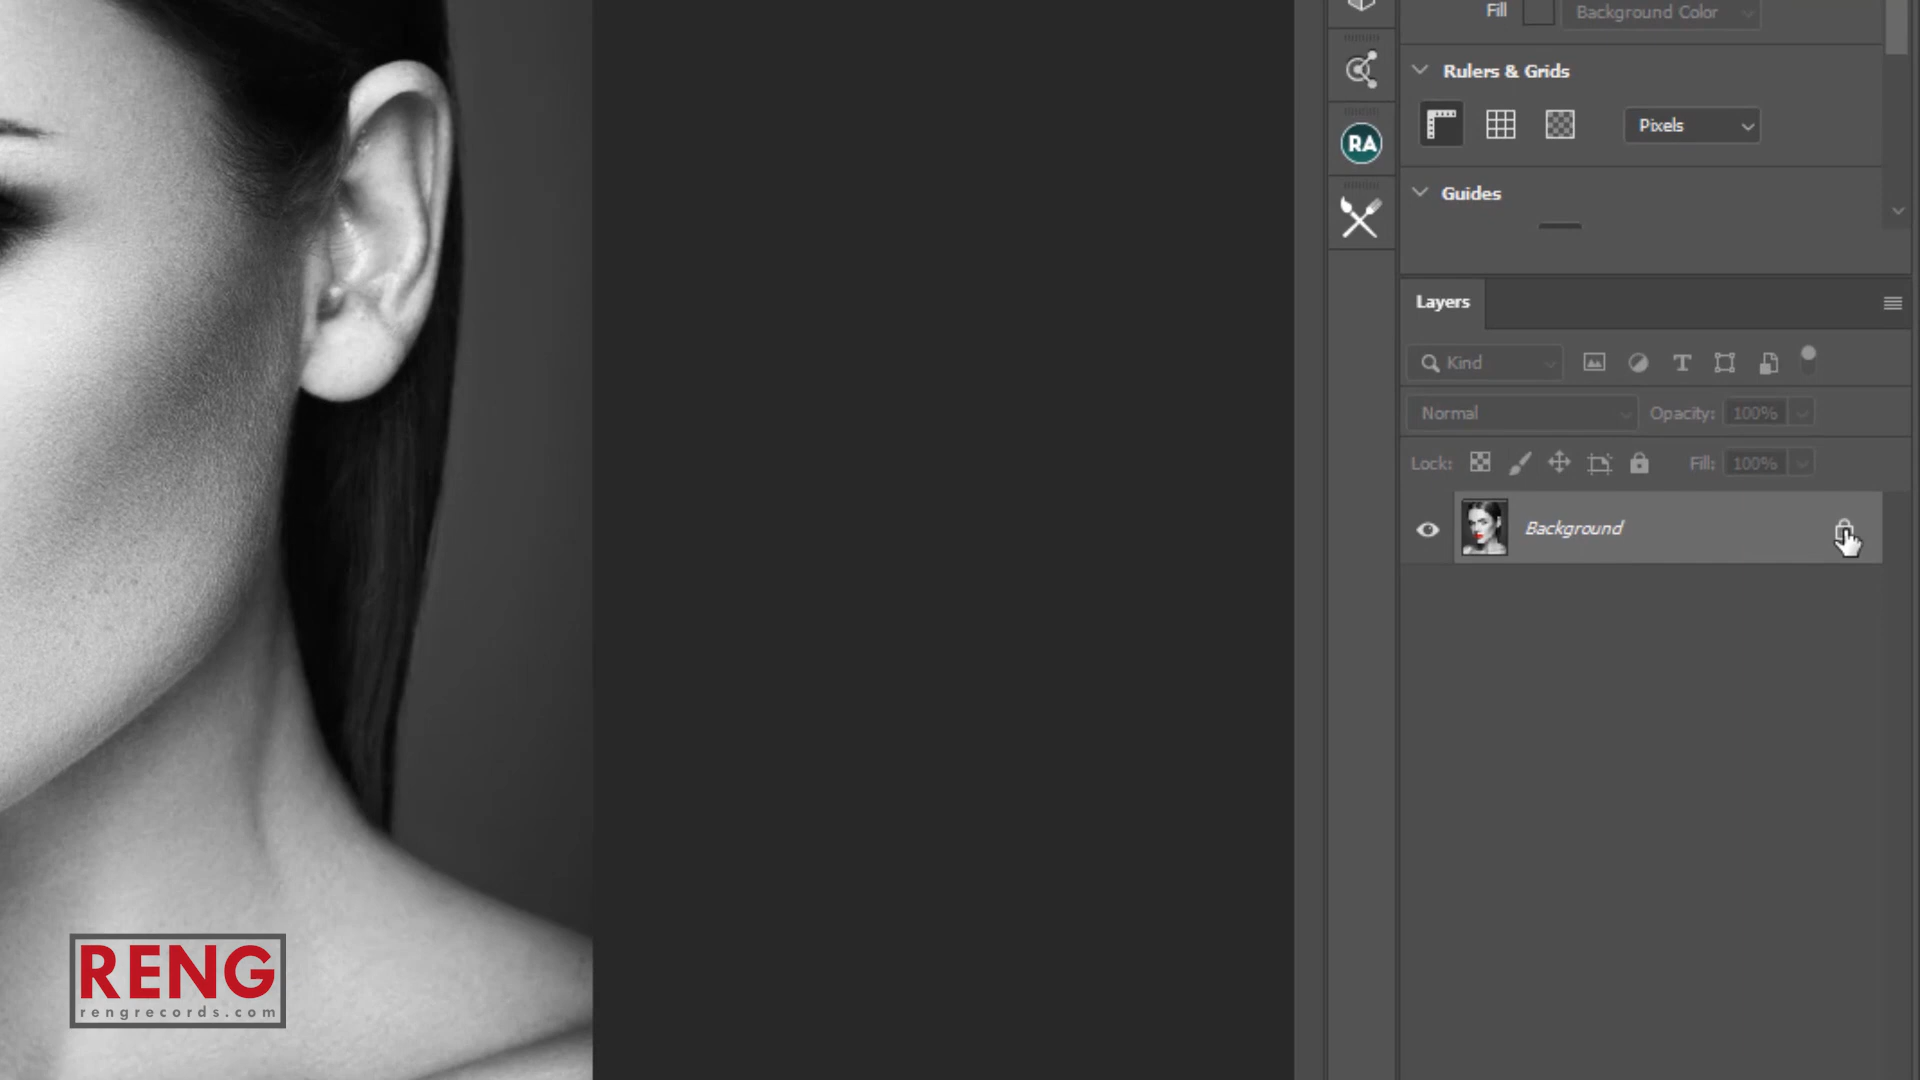 Fill
Background Color
Rulers & Grids
Pixels
RA
Guides
Layers
Kind
T
Normal
Opacity:
100%
Lock:
Fill:
100%
Background
RENG
rengrecords.com